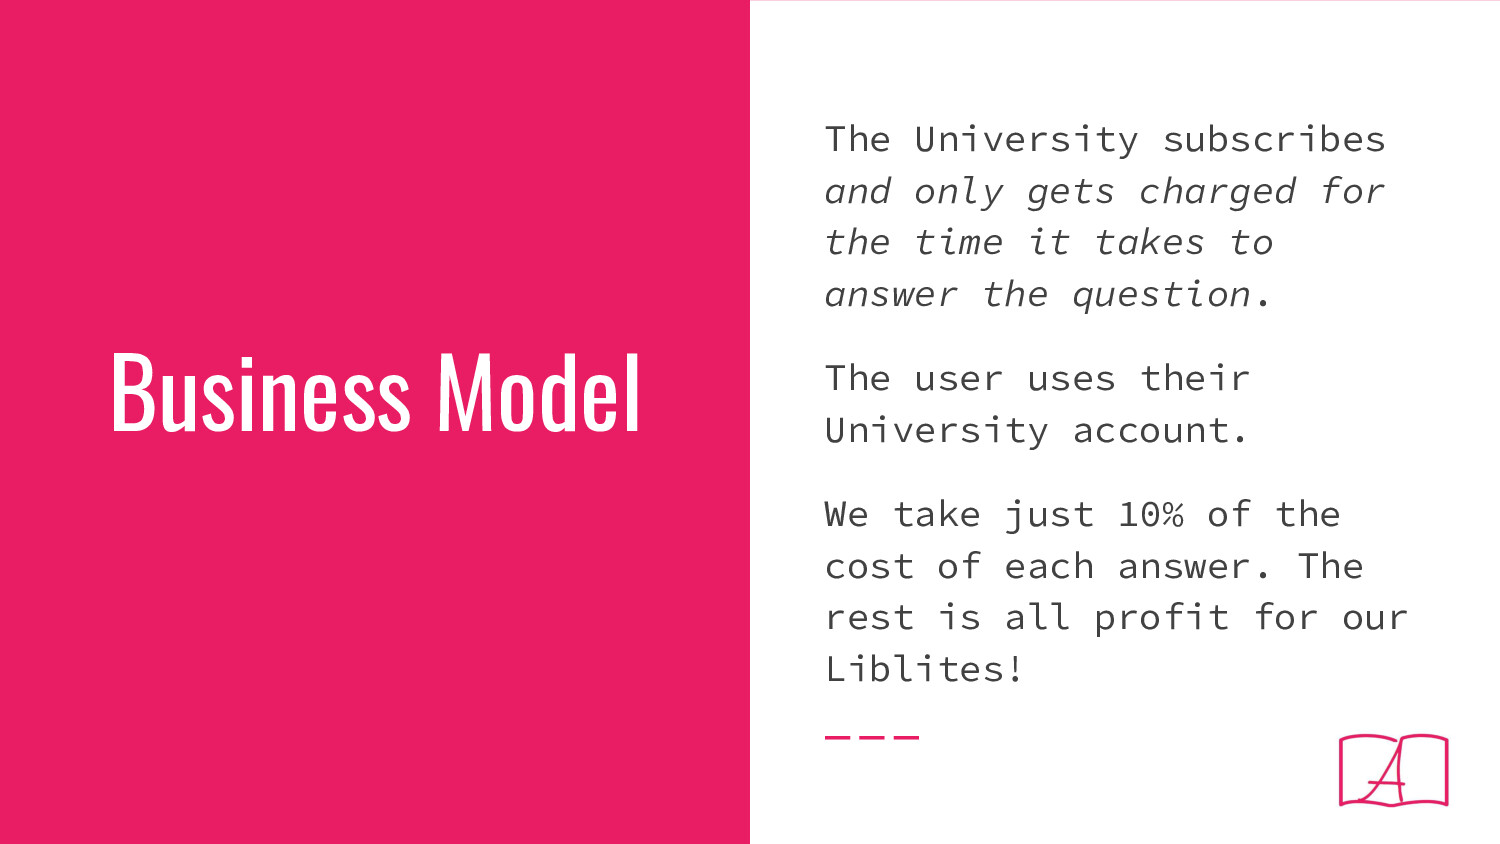 Business Model
The University subscribes
and only gets charged for
the time it takes to
answer the question.
The user uses their
University account.
We take just 10% of the
cost of each answer. The
rest is all profit for our
Liblites!
A